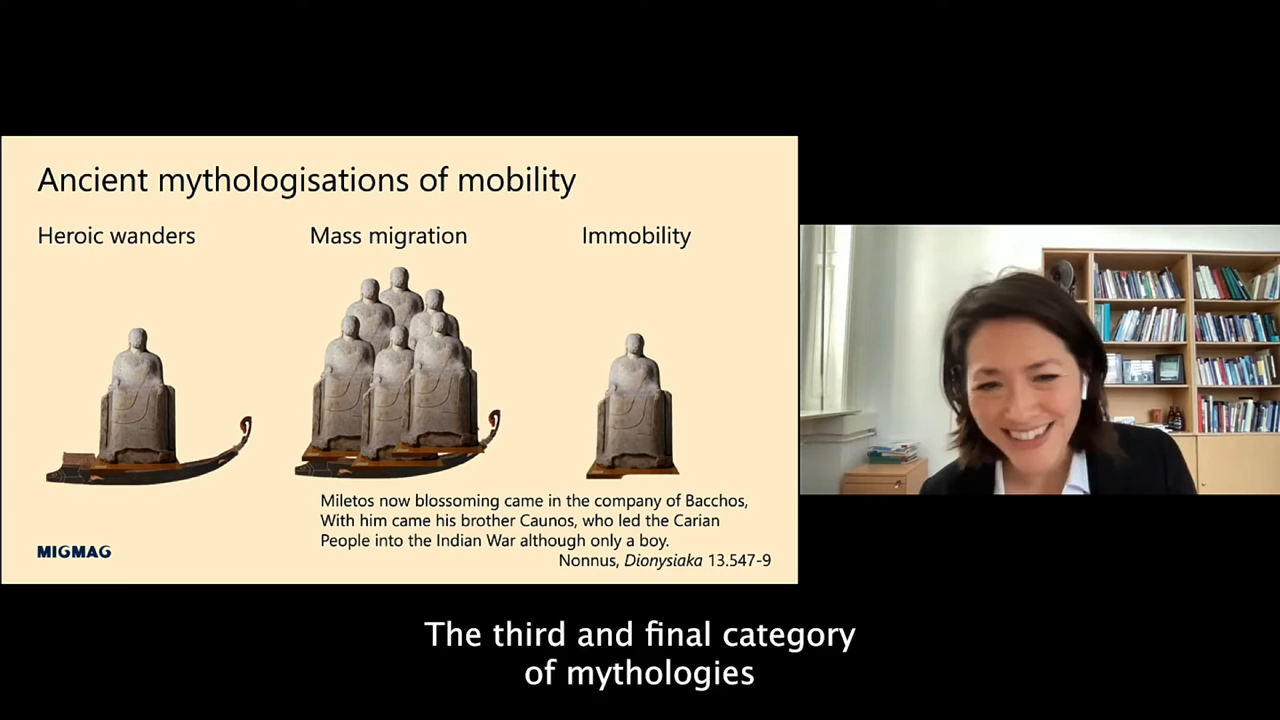 Ancient mythologisations of mobility
Heroic wanders
Mass migration
Immobility
Miletos now blossoming came in the company of Bacchos,
With him came his brother Caunos, who led the Carian
People into the Indian War although only a boy.
Nonnus, Dionysiaka 13.547-9
MIGMAG
The third and final category
of mythologies